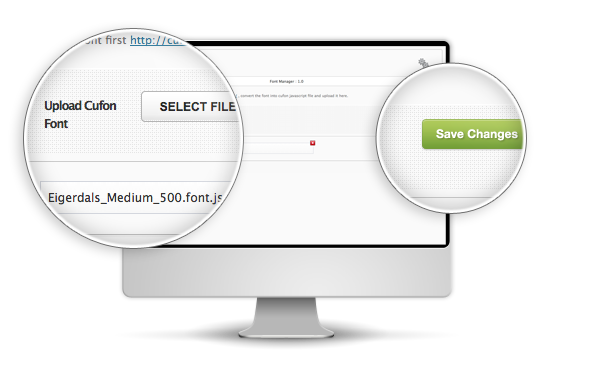 ont first http://cu
Font Manager : 1.0
, convert the font into cufon javascript file and upload it here.
Upload Cufon
Font
SELECT FILE
Save Changes
Eigerdals_Medium_500.font.js